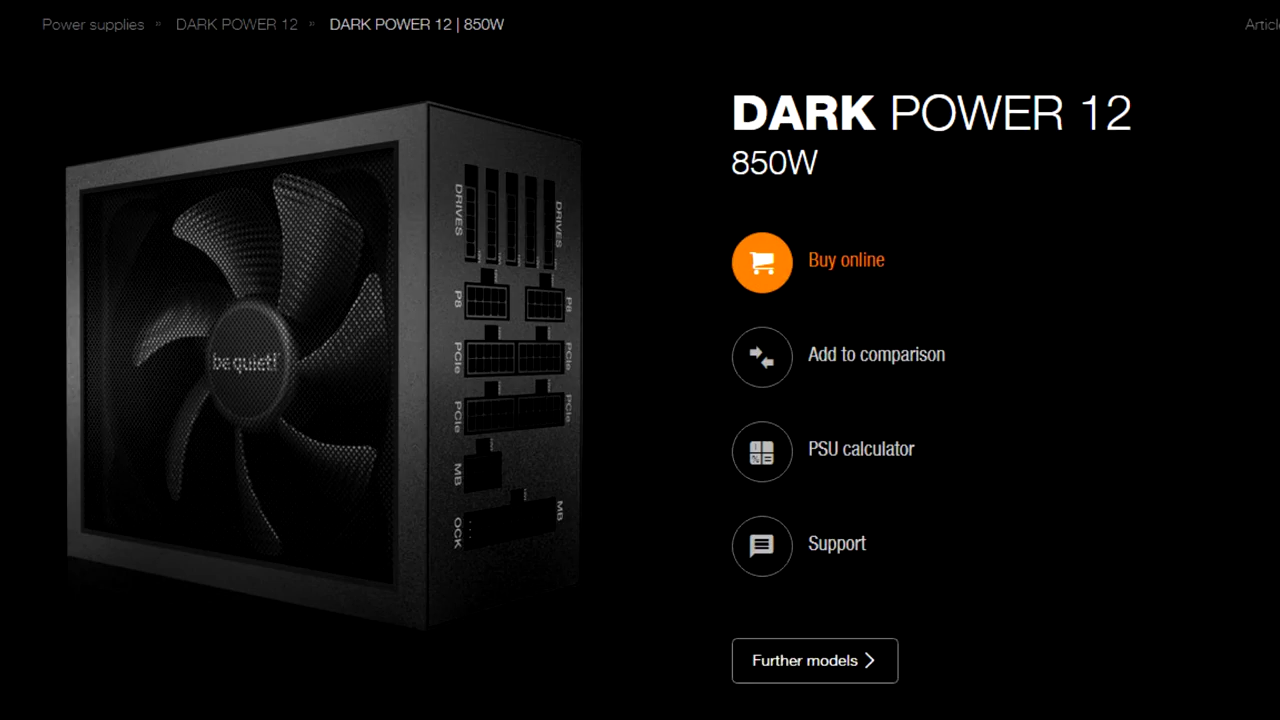 Power supplies » DARK POWER 12 » DARK POWER 12 | 850W
DARK POWER 12
850W
DRIVES
DRIVES
P8
P8
PCIe
PCIe
PCIe
PCIe
MB
MB
OCK
be quiet!
Buy online
Add to comparison
PSU calculator
Support
Further models